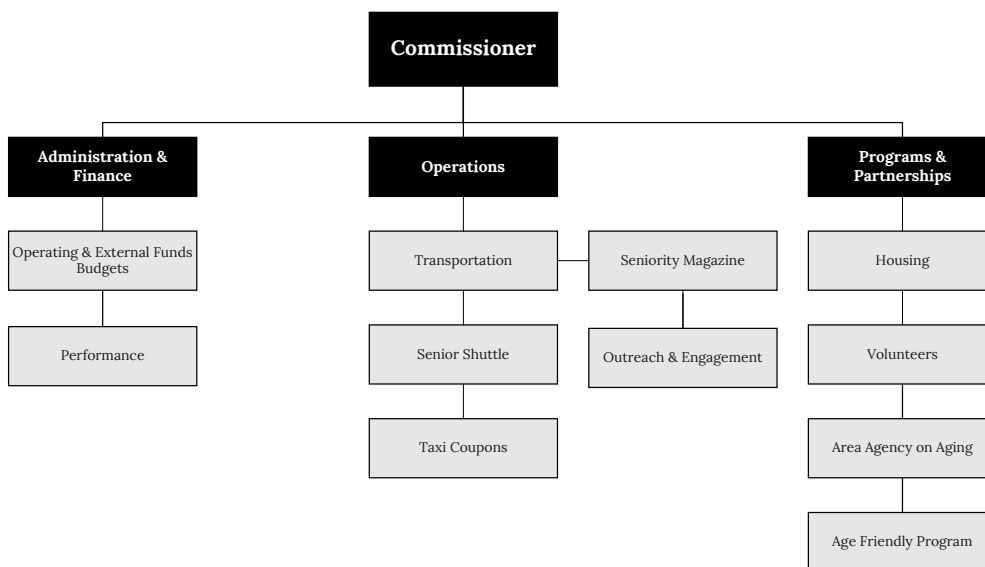 Commissioner
Administration &
Finance
Operations
Programs &
Partnerships
Operating & External Funds
Budgets
Transportation
Seniority Magazine
Housing
Performance
Senior Shuttle
Outreach & Engagement
Volunteers
Taxi Coupons
Area Agency on Aging
Age Friendly Program